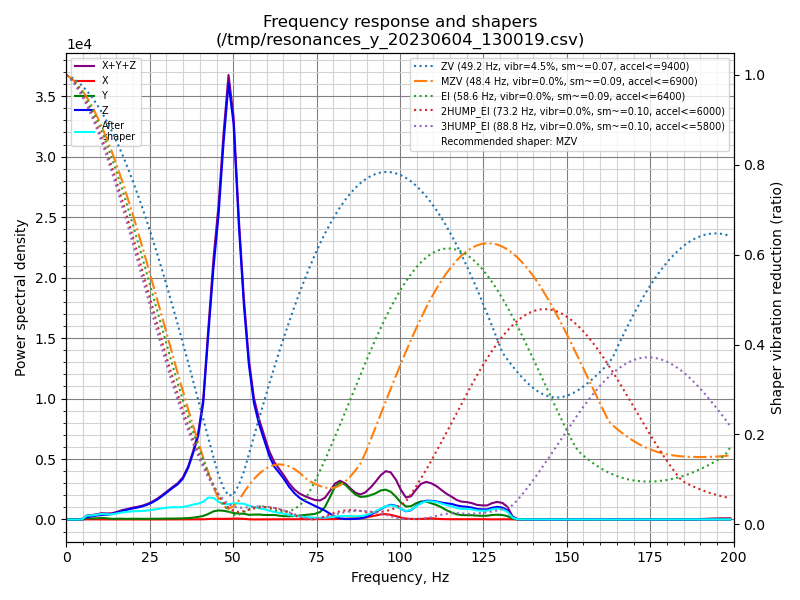 Frequency response and shapers
(/tmp/resonances_y_20230604_130019.csv)
1e4
X+Y+Z
X
Y
Z
After
shaper
ZV (49.2 Hz, vibr=4.5%, sm~=0.07, accel<=9400)
MZV (48.4 Hz, vibr=0.0%, sm~=0.09, accel<=6900)
EI (58.6 Hz, vibr=0.0%, sm~=0.09, accel<=6400)
2HUMP_EI (73.2 Hz, vibr=0.0%, sm~=0.10, accel<=6000)
3HUMP_EI (88.8 Hz, vibr=0.0%, sm~=0.10, accel<=5800)
Recommended shaper: MZV
Power spectral density
3.5
3.0
2.5
2.0
1.5
1.0
0.5
0.0
1.0
0.8
0.6
0.4
0.2
0.0
Shaper vibration reduction (ratio)
0 25 50 75 100 125 150 175 200
Frequency, Hz